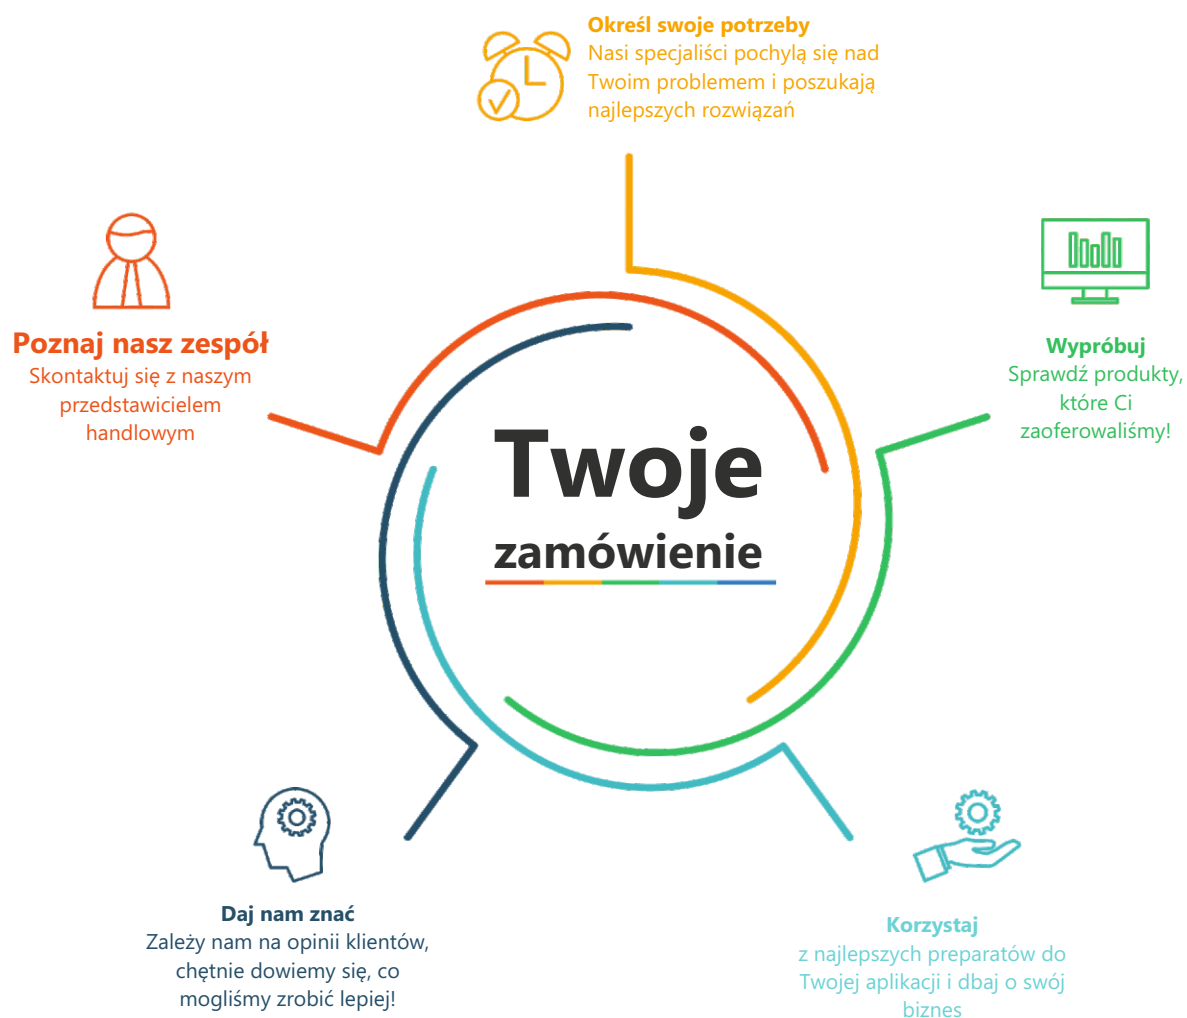 Określ swoje potrzeby
Nasi specjaliści pochylą się nad
Twoim problemem i poszukają
najlepszych rozwiązań
Poznaj nasz zespół
Skontaktuj się z naszym
przedstawicielem
handlowym
Wypróbuj
Sprawdź produkty,
które Ci
zaoferowaliśmy!
Twoje
zamówienie
Daj nam znać
Zależy nam na opinii klientów,
chętnie dowiemy się, co
mogliśmy zrobić lepiej!
Korzystaj
z najlepszych preparatów do
Twojej aplikacji i dbaj o swój
biznes